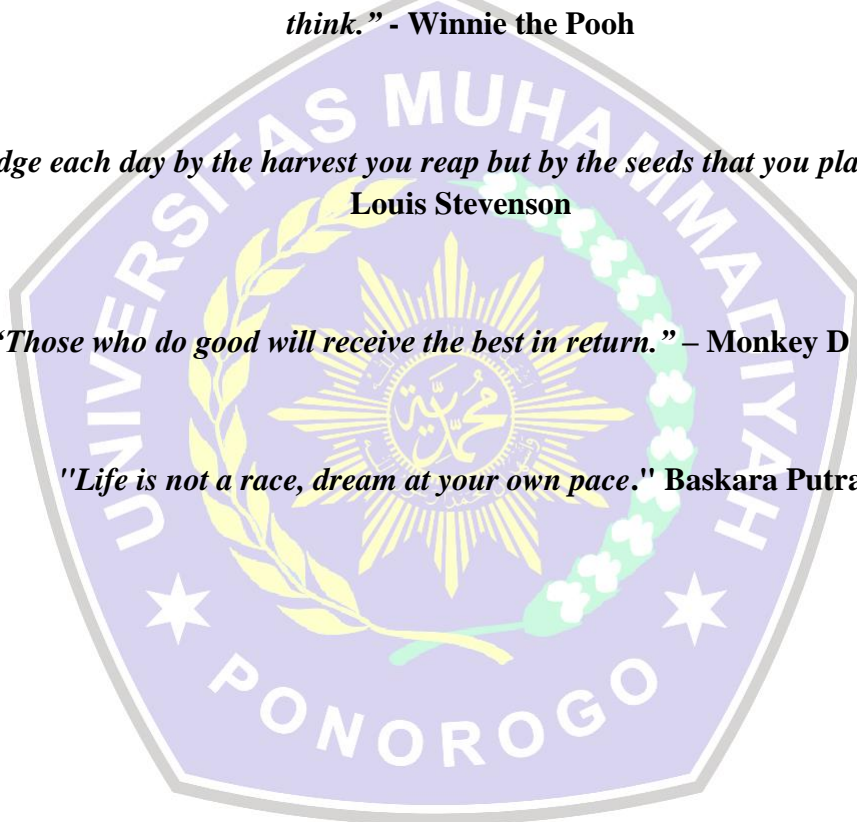 think.” - Winnie the Pooh
dge each day by the harvest you reap but by the seeds that you pla
Louis Stevenson
“Those who do good will receive the best in return.” – Monkey D
"Life is not a race, dream at your own pace." Baskara Putra
UNIVERSITAS MUHAMMADIYAH
PONOROGO
محمدية